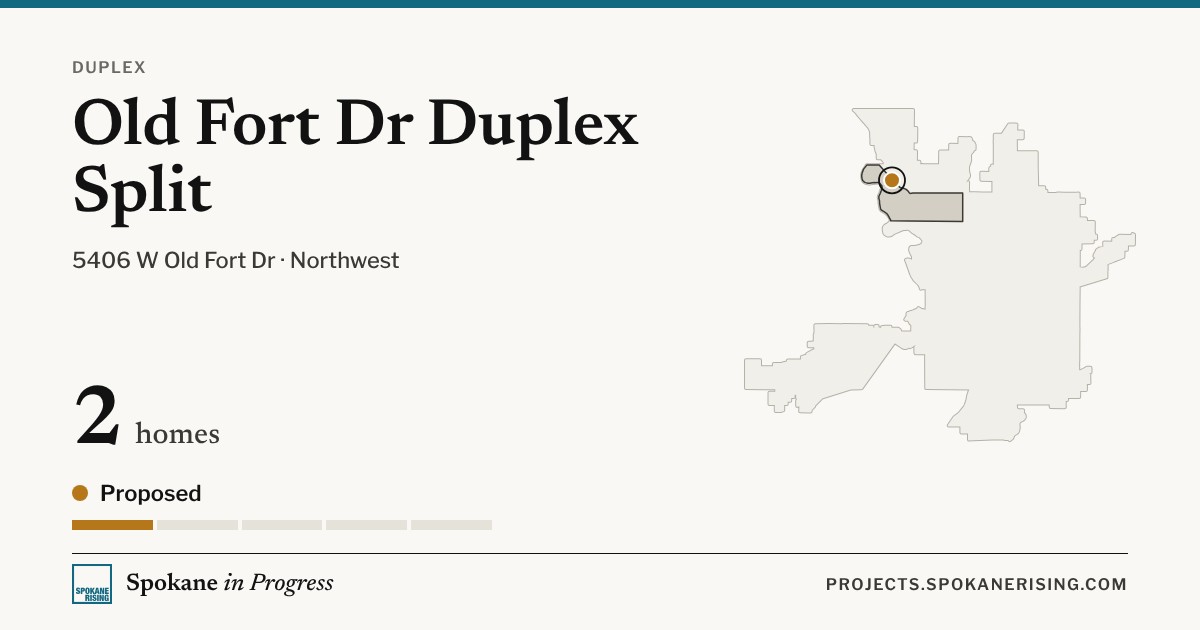 DUPLEX
Old Fort Dr Duplex
Split
5406 W Old Fort Dr · Northwest
2 homes
Proposed
SPOKANE
RISING
Spokane in Progress
PROJECTS.SPOKANERISING.COM